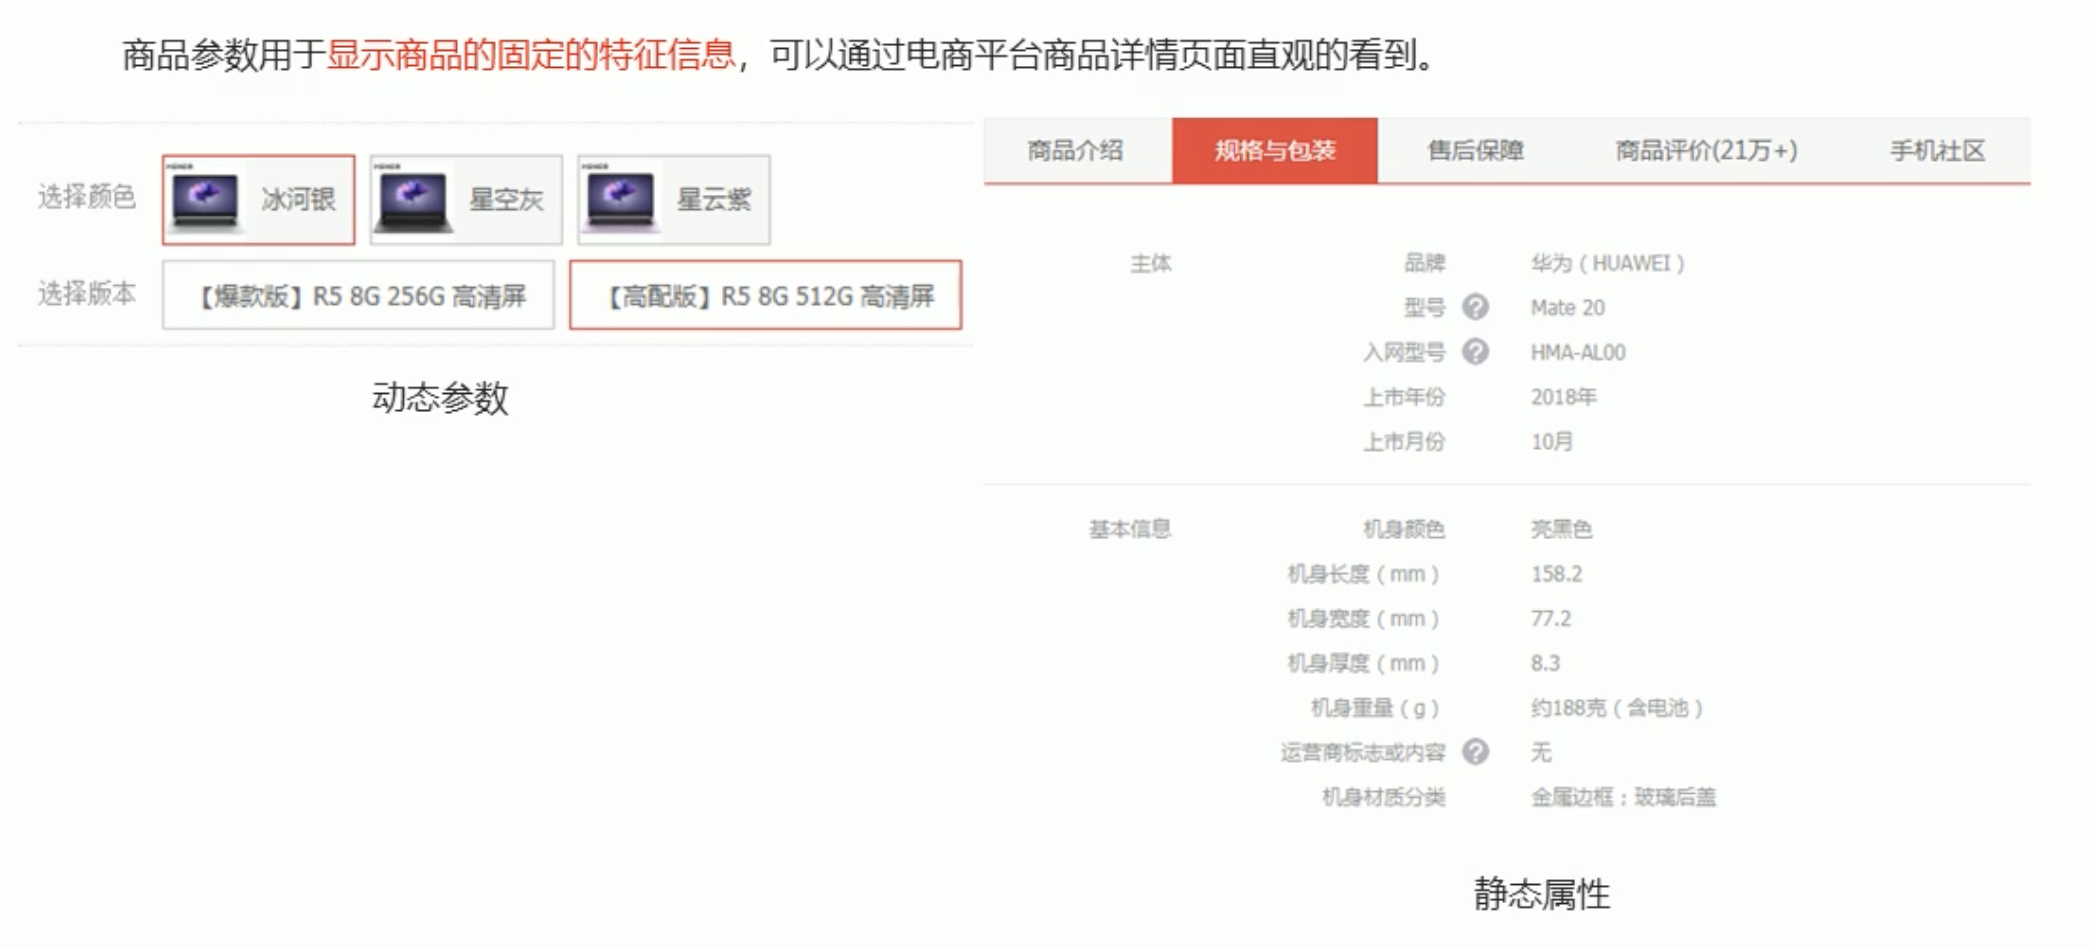 商品参数用于显示商品的固定的特征信息，可以通过电商平台商品详情页面直观的看到。
选择颜色 冰河银 星空灰 星云紫
选择版本 【爆款版】R5 8G 256G 高清屏 【高配版】R5 8G 512G 高清屏
动态参数
商品介绍 规格与包装 售后保障 商品评价(21万+) 手机社区
主体 品牌 华为（HUAWEI）
型号 ? Mate 20
入网型号 ? HMA-AL00
上市年份 2018年
上市月份 10月
基本信息 机身颜色 亮黑色
机身长度（mm） 158.2
机身宽度（mm） 77.2
机身厚度（mm） 8.3
机身重量（g） 约188克（含电池）
运营商标志或内容 ? 无
机身材质分类 金属边框；玻璃后盖
静态属性